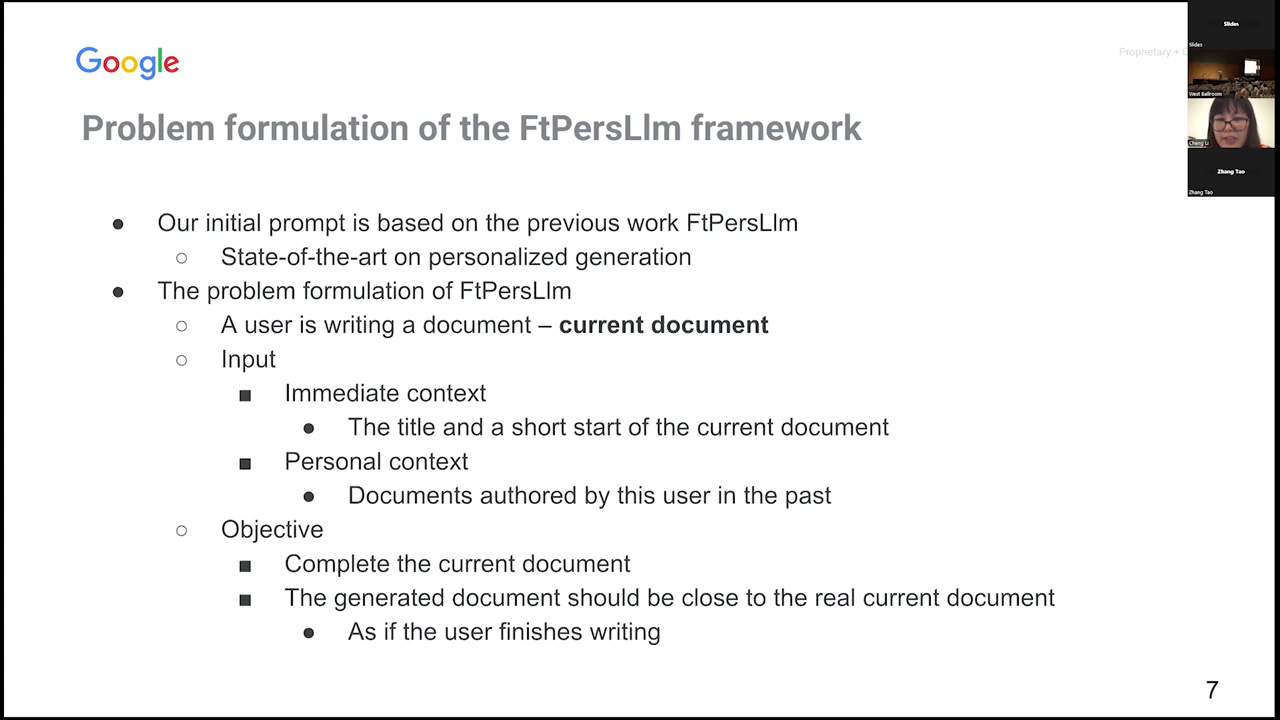 Google
Proprietary +
Problem formulation of the FtPersLlm framework
● Our initial prompt is based on the previous work FtPersLlm
○ State-of-the-art on personalized generation
● The problem formulation of FtPersLlm
○ A user is writing a document – current document
○ Input
■ Immediate context
● The title and a short start of the current document
■ Personal context
● Documents authored by this user in the past
○ Objective
■ Complete the current document
■ The generated document should be close to the real current document
● As if the user finishes writing
7
Slides
Slides
West Ballroom
Cheng Li
Zhang Tao
Zhang Tao